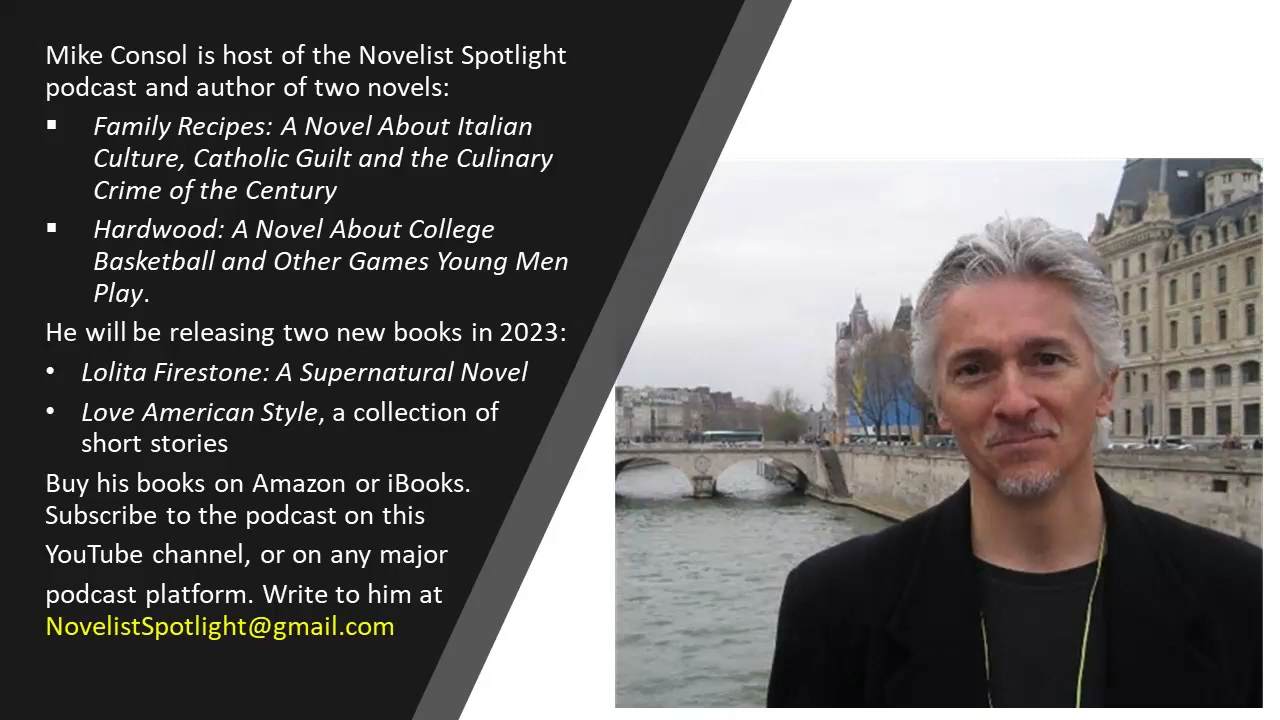 Mike Consol is host of the Novelist Spotlight
podcast and author of two novels:
▪ Family Recipes: A Novel About Italian
Culture, Catholic Guilt and the Culinary
Crime of the Century
▪ Hardwood: A Novel About College
Basketball and Other Games Young Men
Play.
He will be releasing two new books in 2023:
• Lolita Firestone: A Supernatural Novel
• Love American Style, a collection of
short stories
Buy his books on Amazon or iBooks.
Subscribe to the podcast on this
YouTube channel, or on any major
podcast platform. Write to him at
NovelistSpotlight@gmail.com